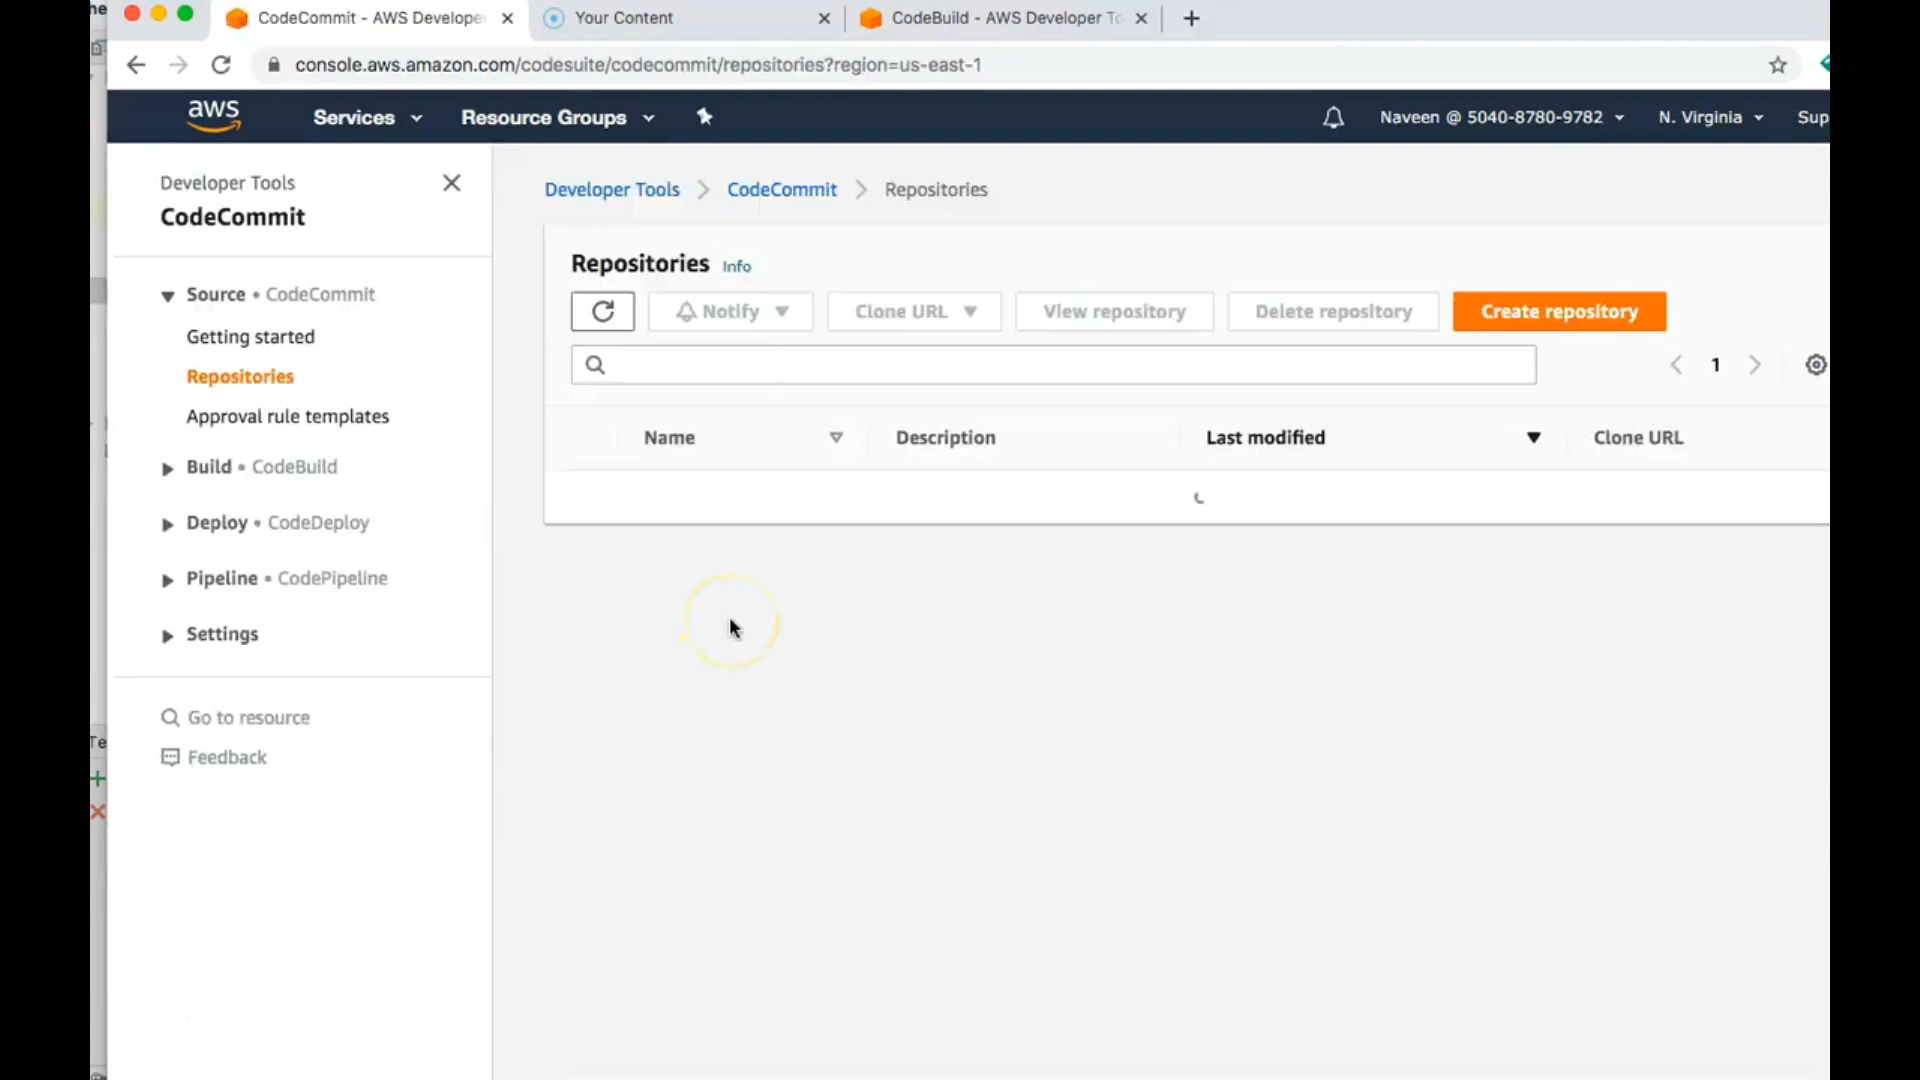 ne
CodeCommit - AWS Develope
Your Content
CodeBuild - AWS Developer To
console.aws.amazon.com/codesuite/codecommit/repositories?region=us-east-1
aws
Services
Resource Groups
Naveen @ 5040-8780-9782
N. Virginia
Sup
Developer Tools
CodeCommit
Source • CodeCommit
Getting started
Repositories
Approval rule templates
Build • CodeBuild
Deploy • CodeDeploy
Pipeline • CodePipeline
Settings
Go to resource
Feedback
Te
Developer Tools
CodeCommit
Repositories
Repositories Info
Notify
Clone URL
View repository
Delete repository
Create repository
1
Name
Description
Last modified
Clone URL